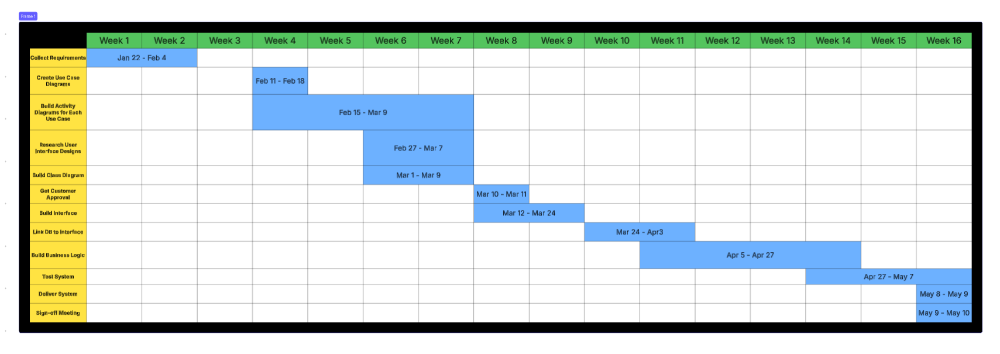 Frame 1
Week 1 Week 2 Week 3 Week 4 Week 5 Week 6 Week 7 Week 8 Week 9 Week 10 Week 11 Week 12 Week 13 Week 14 Week 15 Week 16
Collect Requirements Jan 22 - Feb 4
Create Use Case
Diagrams
Feb 11 - Feb 18
Build Activity
Diagrams for Each
Use Case
Feb 15 - Mar 9
Research User
Interface Designs
Feb 27 - Mar 7
Build Class Diagram Mar 1 - Mar 9
Get Customer
Approval
Mar 10 - Mar 11
Build Interface Mar 12 - Mar 24
Link DB to Interface Mar 24 - Apr3
Build Business Logic Apr 5 - Apr 27
Test System Apr 27 - May 7
Deliver System May 8 - May 9
Sign-off Meeting May 9 - May 10